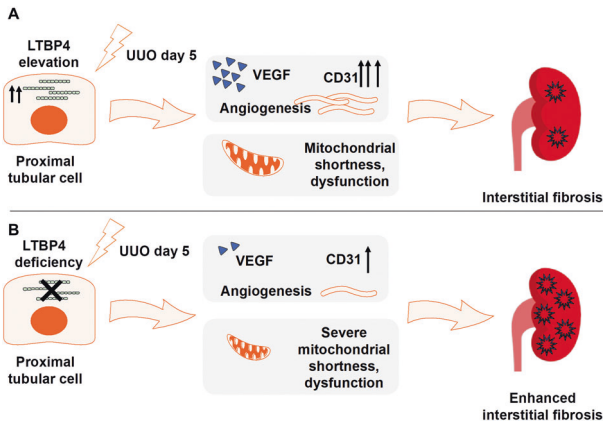 A
LTBP4
elevation
UUO day 5
VEGF
CD31
Angiogenesis
Proximal
tubular cell
Mitochondrial
shortness,
dysfunction
Interstitial fibrosis
B
LTBP4
deficiency
UUO day 5
VEGF
CD31
Angiogenesis
Proximal
tubular cell
Severe
mitochondrial
shortness,
dysfunction
Enhanced
interstitial fibrosis